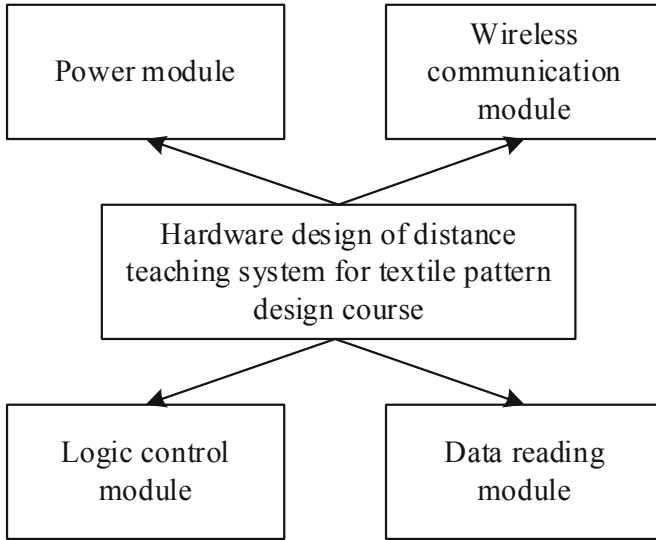 Power module
Wireless
communication
module
Hardware design of distance
teaching system for textile pattern
design course
Logic control
module
Data reading
module